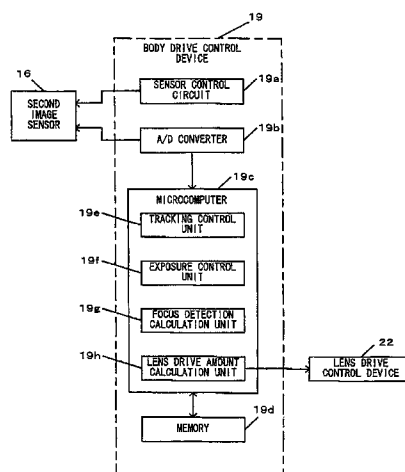 19
BODY DRIVE CONTROL
DEVICE
16
SENSOR CONTROL
CIRCUIT
19a
SECOND
IMAGE
SENSOR
A/D CONVERTER
19b
19c
MICROCOMPUTER
19e
TRACKING CONTROL
UNIT
19f
EXPOSURE CONTROL
UNIT
19g
FOCUS DETECTION
CALCULATION UNIT
19h
LENS DRIVE AMOUNT
CALCULATION UNIT
22
LENS DRIVE
CONTROL DEVICE
MEMORY
19d